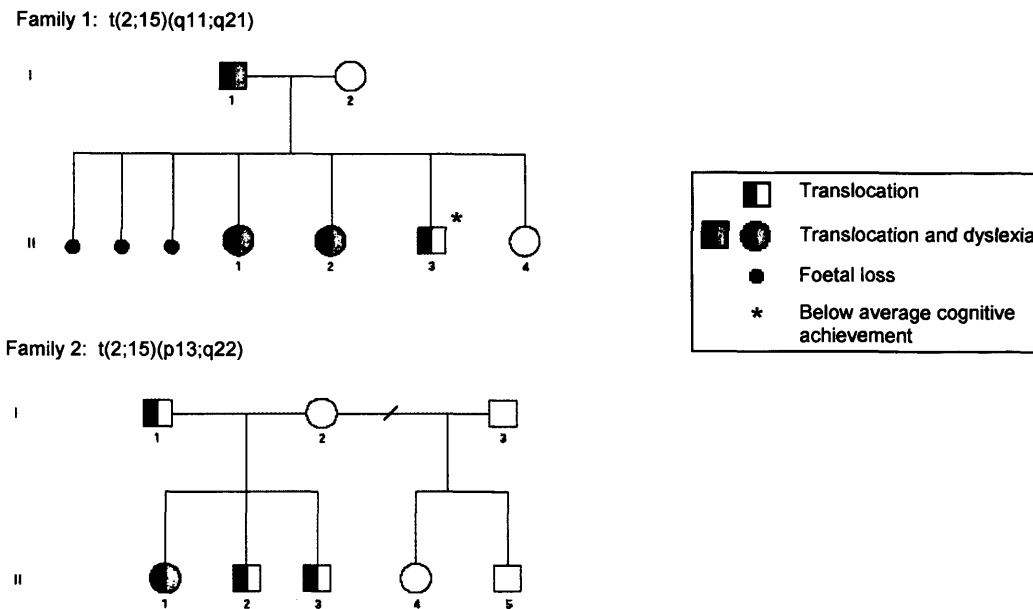 Family 1: t(2;15)(q11;q21)
I
1
2
*
II
1
2
3
4
Translocation
Translocation and dyslexia
Foetal loss
* Below average cognitive
achievement
Family 2: t(2;15)(p13;q22)
I
1
2
3
II
1
2
3
4
5